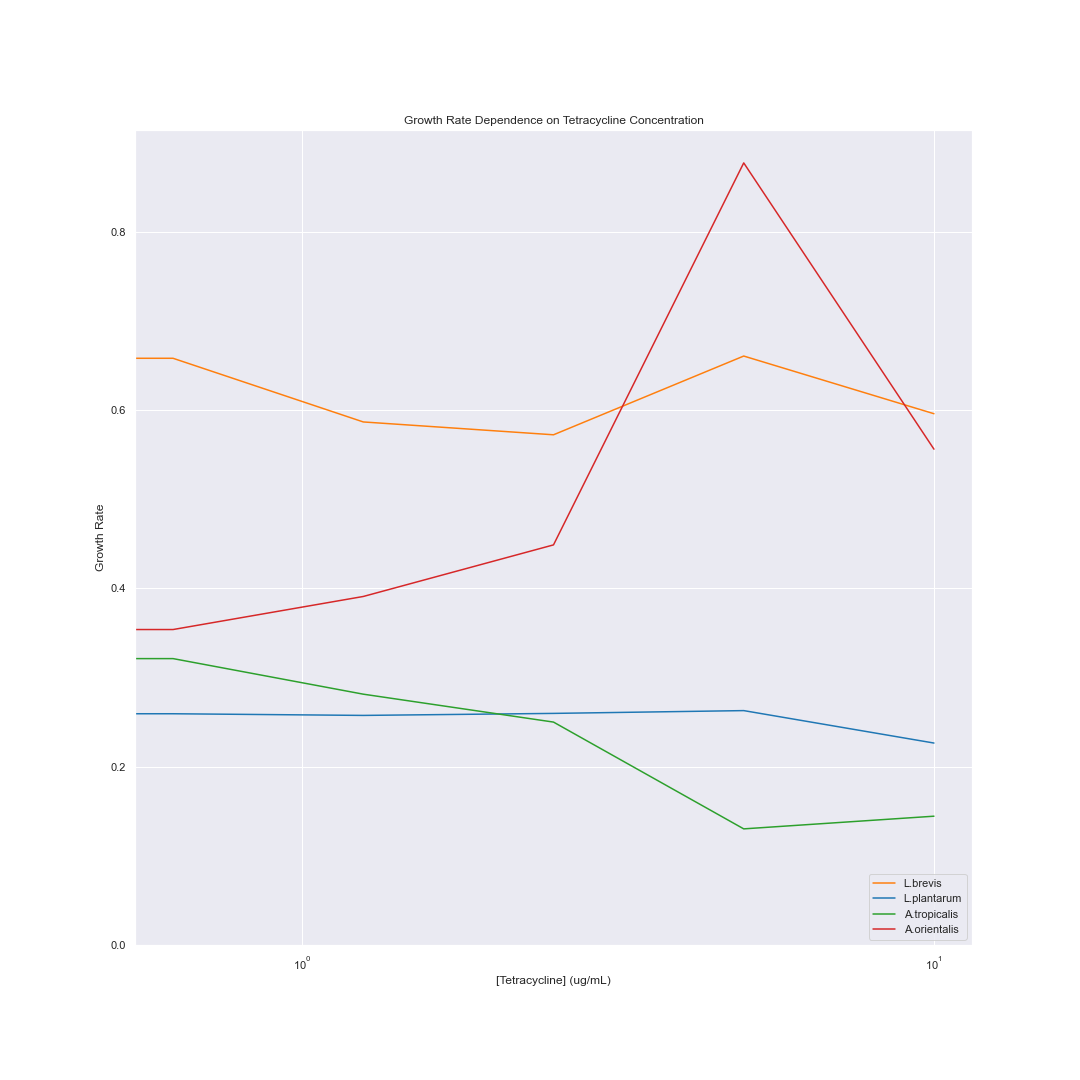 Growth Rate Dependence on Tetracycline Concentration
Growth Rate
0.8
0.6
0.4
0.2
0.0
10⁰
10¹
[Tetracycline] (ug/mL)
L.brevis
L.plantarum
A.tropicalis
A.orientalis